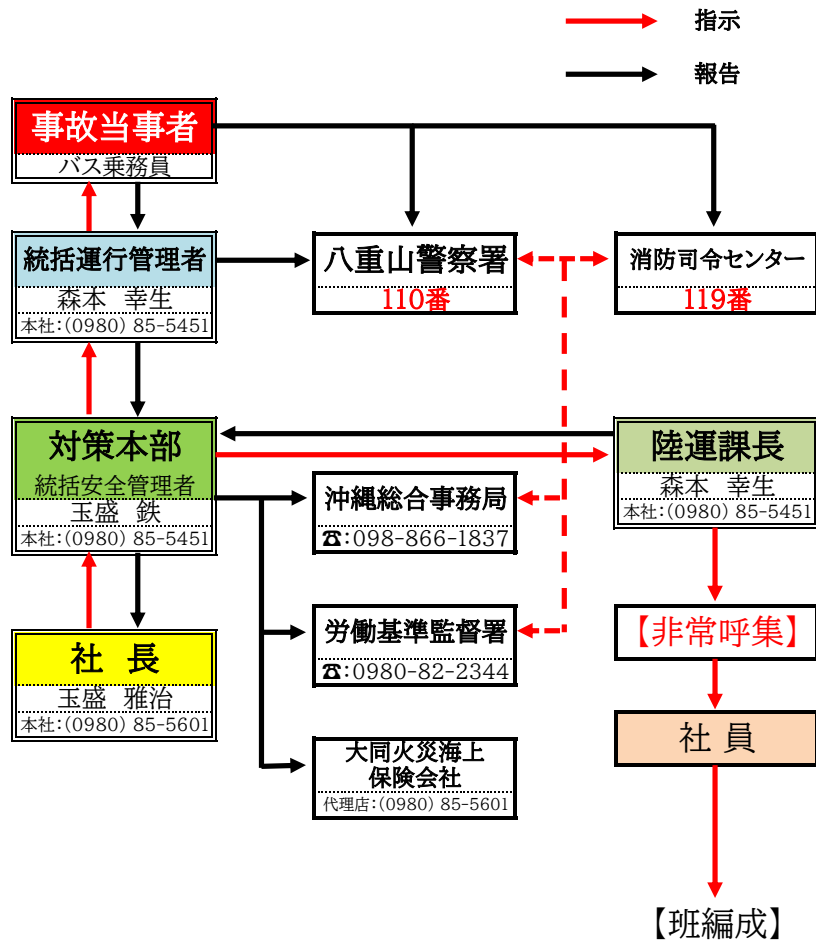 指示
報告
事故当事者
バス乗務員
統括運行管理者
森本 幸生
本社:(0980) 85-5451
八重山警察署
110番
消防司令センター
119番
対策本部
統括安全管理者
玉盛 鉄
本社:(0980) 85-5451
陸運課長
森本 幸生
本社:(0980) 85-5451
沖縄総合事務局
☎:098-866-1837
労働基準監督署
☎:0980-82-2344
【非常呼集】
社 長
玉盛 雅治
本社:(0980) 85-5601
社 員
大同火災海上
保険会社
代理店:(0980) 85-5601
【班編成】